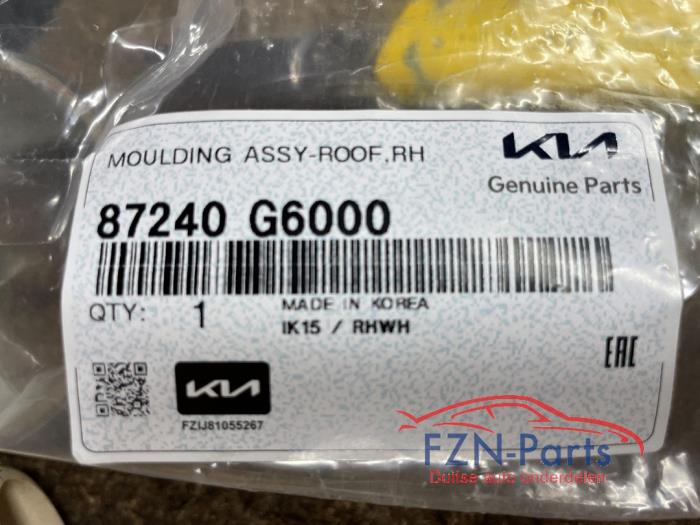 MOULDING ASSY-ROOF,RH
KIA
Genuine Parts
87240 G6000
QTY: 1
MADE IN KOREA
IK15 / RHWH
EAC
KIA
FZIJ81055267
FZN-Parts
Duitse auto onderdelen